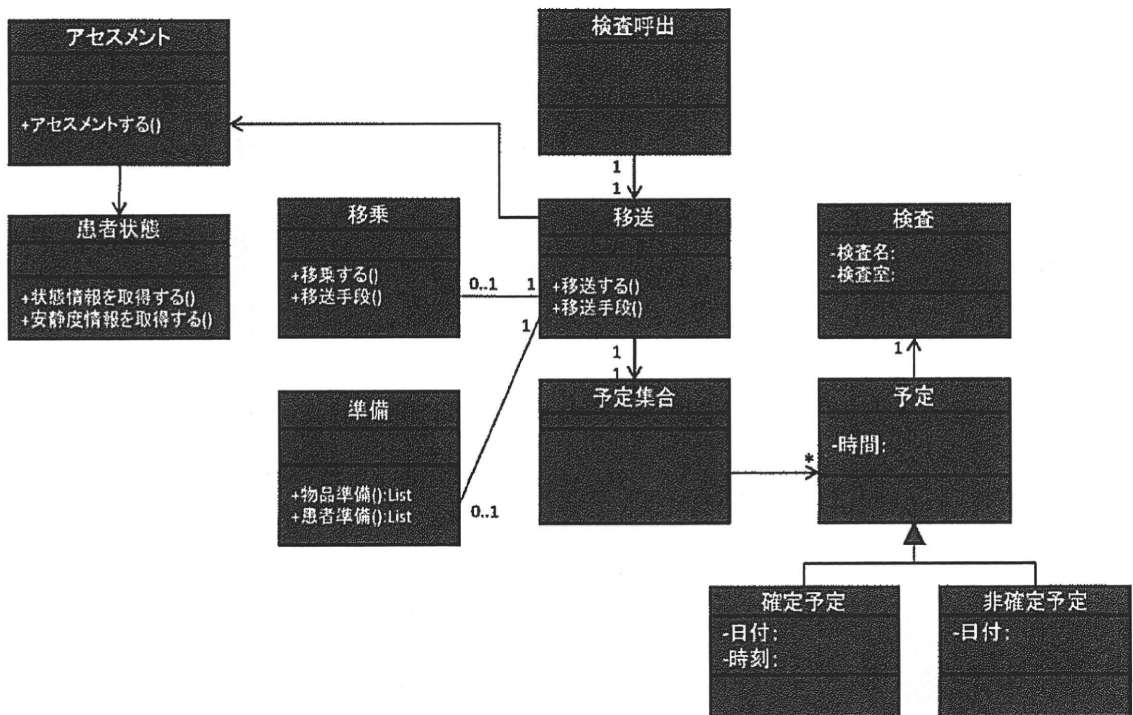 アセスメント
+アセスメントする()
検査呼出
1
1
患者状態
+状態情報を取得する()
+安静度情報を取得する()
移乗
+移乗する()
+移送手段()
0..1
1
移送
+移送する()
+移送手段()
検査
-検査名:
-検査室:
1
1
1
1
準備
+物品準備():List
+患者準備():List
0..1
予定集合
*
予定
-時間:
確定予定
-日付:
-時刻:
非確定予定
-日付: